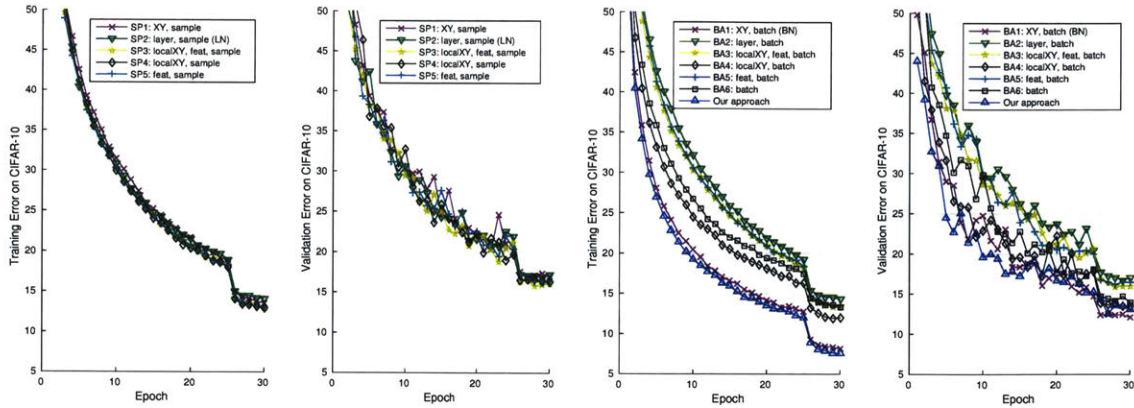 Training Error on CIFAR-10
50
45
40
35
30
25
20
15
10
5
0
10
20
30
Epoch
SP1: XY, sample
SP2: layer, sample (LN)
SP3: localXY, feat, sample
SP4: localXY, sample
SP5: feat, sample
Validation Error on CIFAR-10
50
45
40
35
30
25
20
15
10
5
0
10
20
30
Epoch
SP1: XY, sample
SP2: layer, sample (LN)
SP3: localXY, feat, sample
SP4: localXY, sample
SP5: feat, sample
Training Error on CIFAR-10
50
45
40
35
30
25
20
15
10
5
0
10
20
30
Epoch
BA1: XY, batch (BN)
BA2: layer, batch
BA3: localXY, feat, batch
BA4: localXY, batch
BA5: feat, batch
BA6: batch
Our approach
Validation Error on CIFAR-10
50
45
40
35
30
25
20
15
10
5
0
10
20
30
Epoch
BA1: XY, batch (BN)
BA2: layer, batch
BA3: localXY, feat, batch
BA4: localXY, batch
BA5: feat, batch
BA6: batch
Our approach